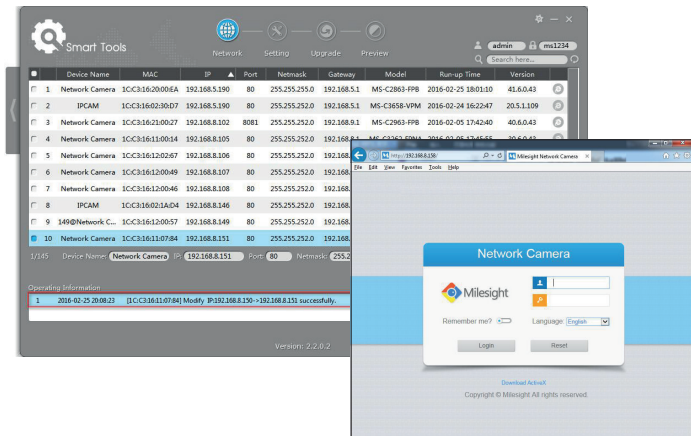 Smart Tools
Network Setting Upgrade Preview
admin ms1234
Search here...
Device Name MAC IP Port Netmask Gateway Model Run-up Time Version
1 Network Camera 1C:C3:16:20:00:EA 192.168.5.190 80 255.255.255.0 192.168.5.1 MS-C2863-FPB 2016-02-25 18:01:10 41.6.0.43
2 IPCAM 1C:C3:16:02:30:D7 192.168.5.190 80 255.255.252.0 192.168.5.1 MS-C3658-VPM 2016-02-24 16:22:47 20.5.1.109
3 Network Camera 1C:C3:16:21:00:27 192.168.8.102 8081 255.255.252.0 192.168.9.1 MS-C2963-FPB 2016-02-05 17:42:40 40.6.0.43
4 Network Camera 1C:C3:16:11:00:14 192.168.8.105 80 255.255.252.0
5 Network Camera 1C:C3:16:12:02:67 192.168.8.106 80 255.255.252.0 192.168.
6 Network Camera 1C:C3:16:12:00:49 192.168.8.107 80 255.255.252.0 192.168.
7 Network Camera 1C:C3:16:12:00:46 192.168.8.108 80 255.255.252.0 192.168.
8 IPCAM 1C:C3:16:02:1A:D4 192.168.8.146 80 255.255.252.0 192.168.
9 149@Network C... 1C:C3:16:12:00:57 192.168.8.149 80 255.255.252.0 192.168.
10 Network Camera 1C:C3:16:11:07:84 192.168.8.151 80 255.255.252.0 192.168.
1/145 Device Name: Network Camera IP: 192.168.8.151 Port: 80 Netmask: 255.2
Operating Information
1 2016-02-25 20:08:23 [1C:C3:16:11:07:84] Modify IP:192.168.8.150->192.168.8.151 successfully.
Version: 2.2.0.2
http://192.168.8.158/ Milesight Network Camera
File Edit View Favorites Tools Help
Network Camera
Milesight
Remember me? Language: English
Login Reset
Download ActiveX
Copyright © Milesight All rights reserved.